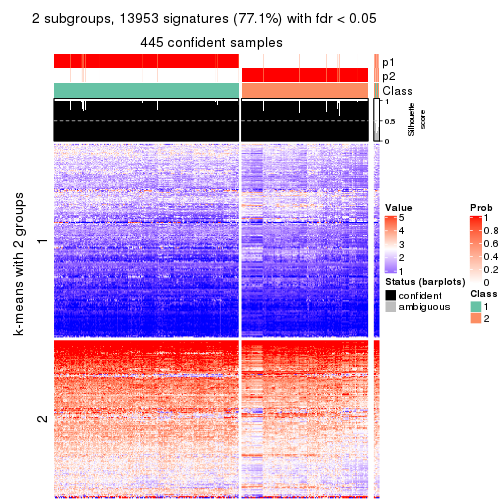 2 subgroups, 13953 signatures (77.1%) with fdr < 0.05
445 confident samples
p1
p2
Class
1
0.5
0
Silhouette
score
k-means with 2 groups
1
2
Value
5
4
3
2
1
Status (barplots)
confident
ambiguous
Prob
1
0.8
0.6
0.4
0.2
0
Class
1
2